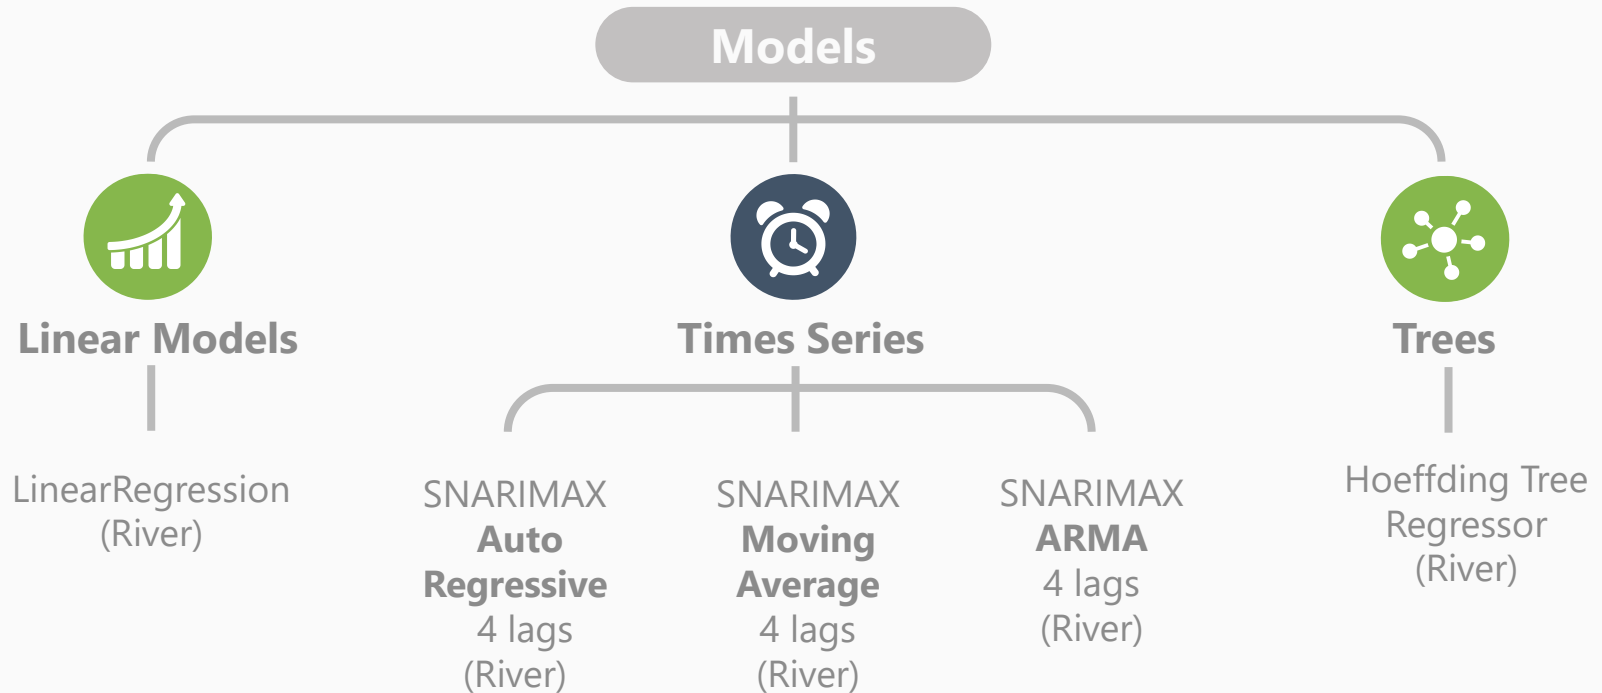 Models
Linear Models
Times Series
Trees
LinearRegression
(River)
SNARIMAX
Auto
Regressive
4 lags
(River)
SNARIMAX
Moving
Average
4 lags
(River)
SNARIMAX
ARMA
4 lags
(River)
Hoeffding Tree
Regressor
(River)